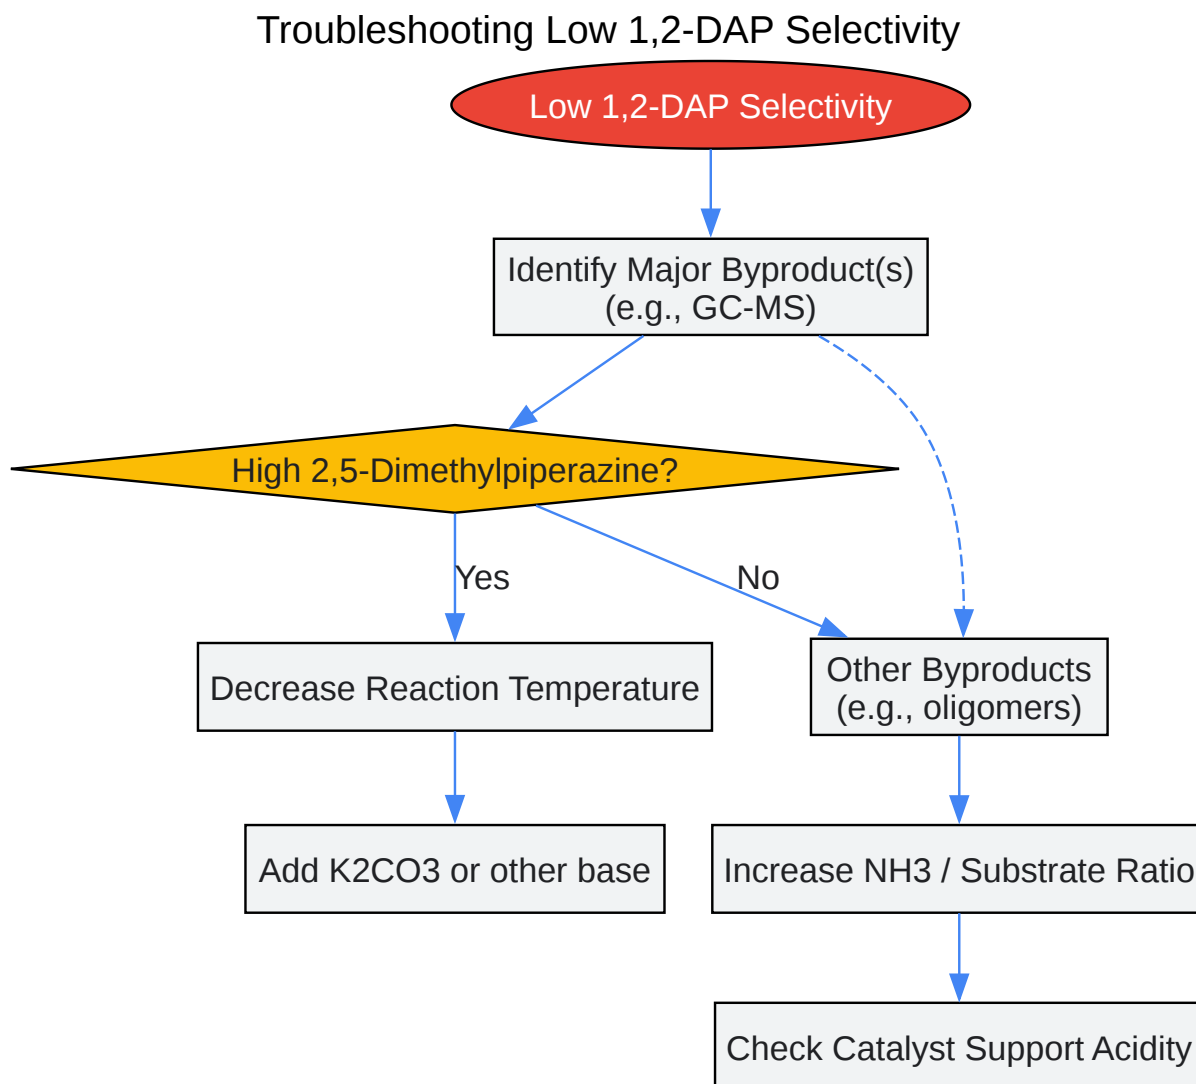 Troubleshooting Low 1,2-DAP Selectivity
Low 1,2-DAP Selectivity
Identify Major Byproduct(s)
(e.g., GC-MS)
High 2,5-Dimethylpiperazine?
Yes
No
Decrease Reaction Temperature
Other Byproducts
(e.g., oligomers)
Add K2CO3 or other base
Increase NH3 / Substrate Ratio
Check Catalyst Support Acidity